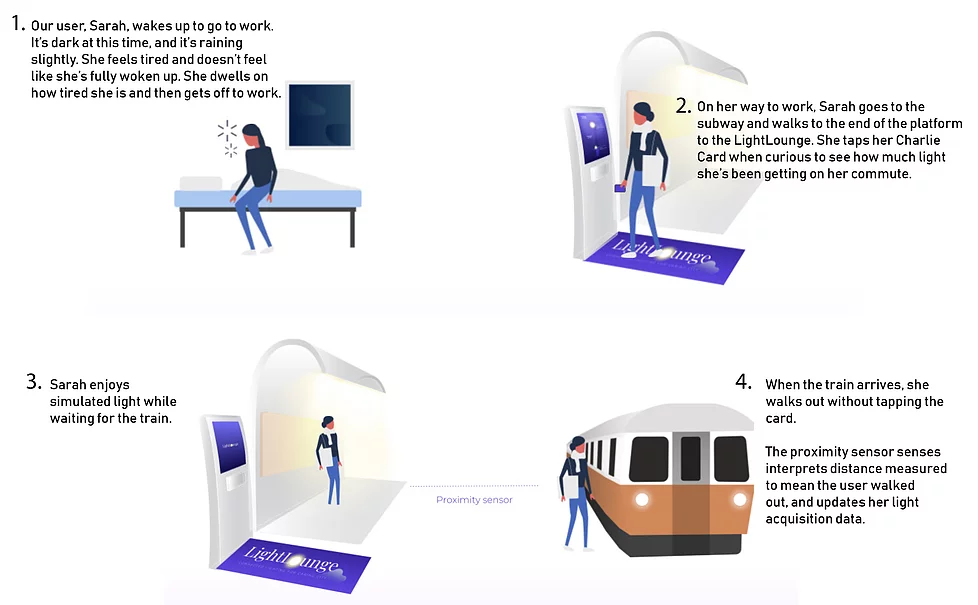 1. Our user, Sarah, wakes up to go to work.
It's dark at this time, and it's raining
slightly. She feels tired and doesn't feel
like she's fully woken up. She dwells on
how tired she is and then gets off to work.
2. On her way to work, Sarah goes to the
subway and walks to the end of the platform
to the LightLounge. She taps her Charlie
Card when curious to see how much light
she's been getting on her commute.
LightLounge
3. Sarah enjoys
simulated light while
waiting for the train.
LightLounge
LightLounge
Proximity sensor
4. When the train arrives, she
walks out without tapping the
card.
The proximity sensor senses
interprets distance measured
to mean the user walked
out, and updates her light
acquisition data.